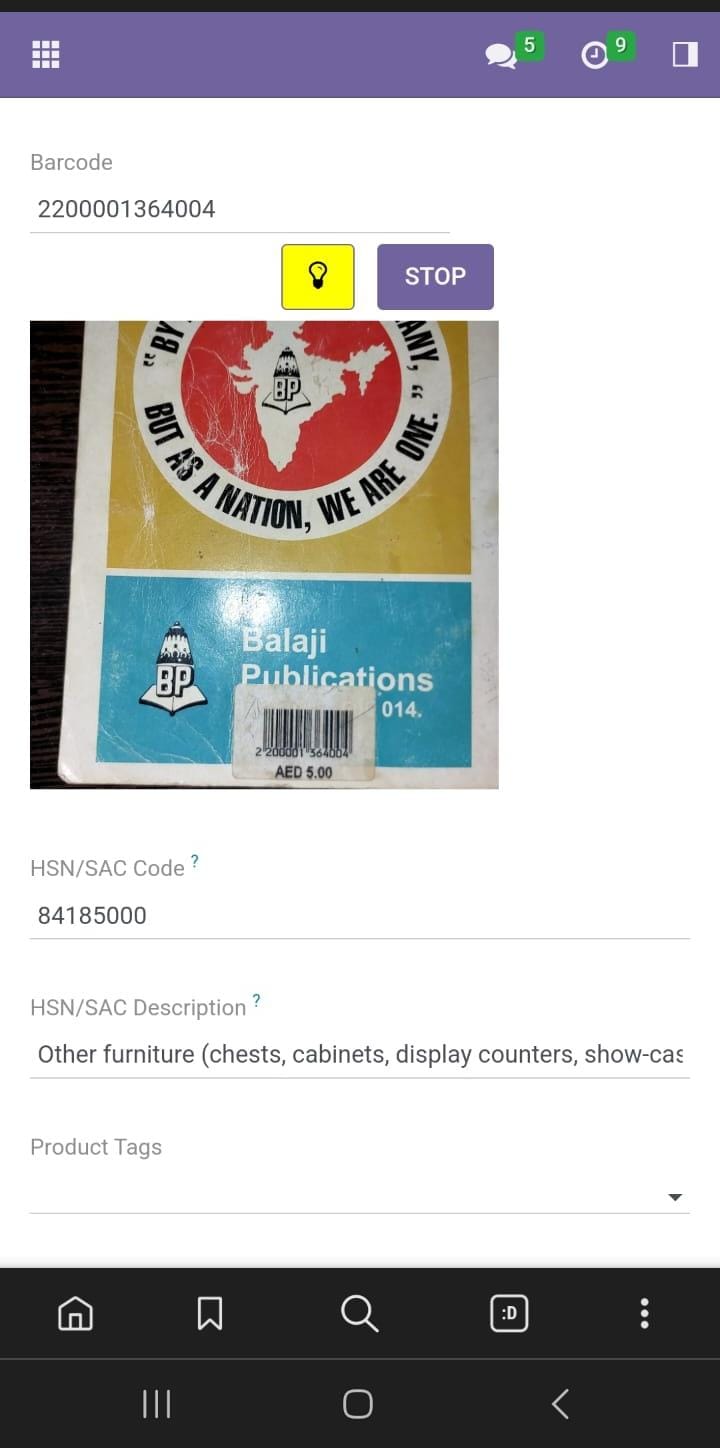 5
9
Barcode
2200001364004
STOP
"BY
ANY,
BUT AS A NATION, WE ARE ONE."
BP
Balaji
Publications
BP
014.
2 200001 364004
AED 5.00
HSN/SAC Code ?
84185000
HSN/SAC Description ?
Other furniture (chests, cabinets, display counters, show-cas
Product Tags
:D